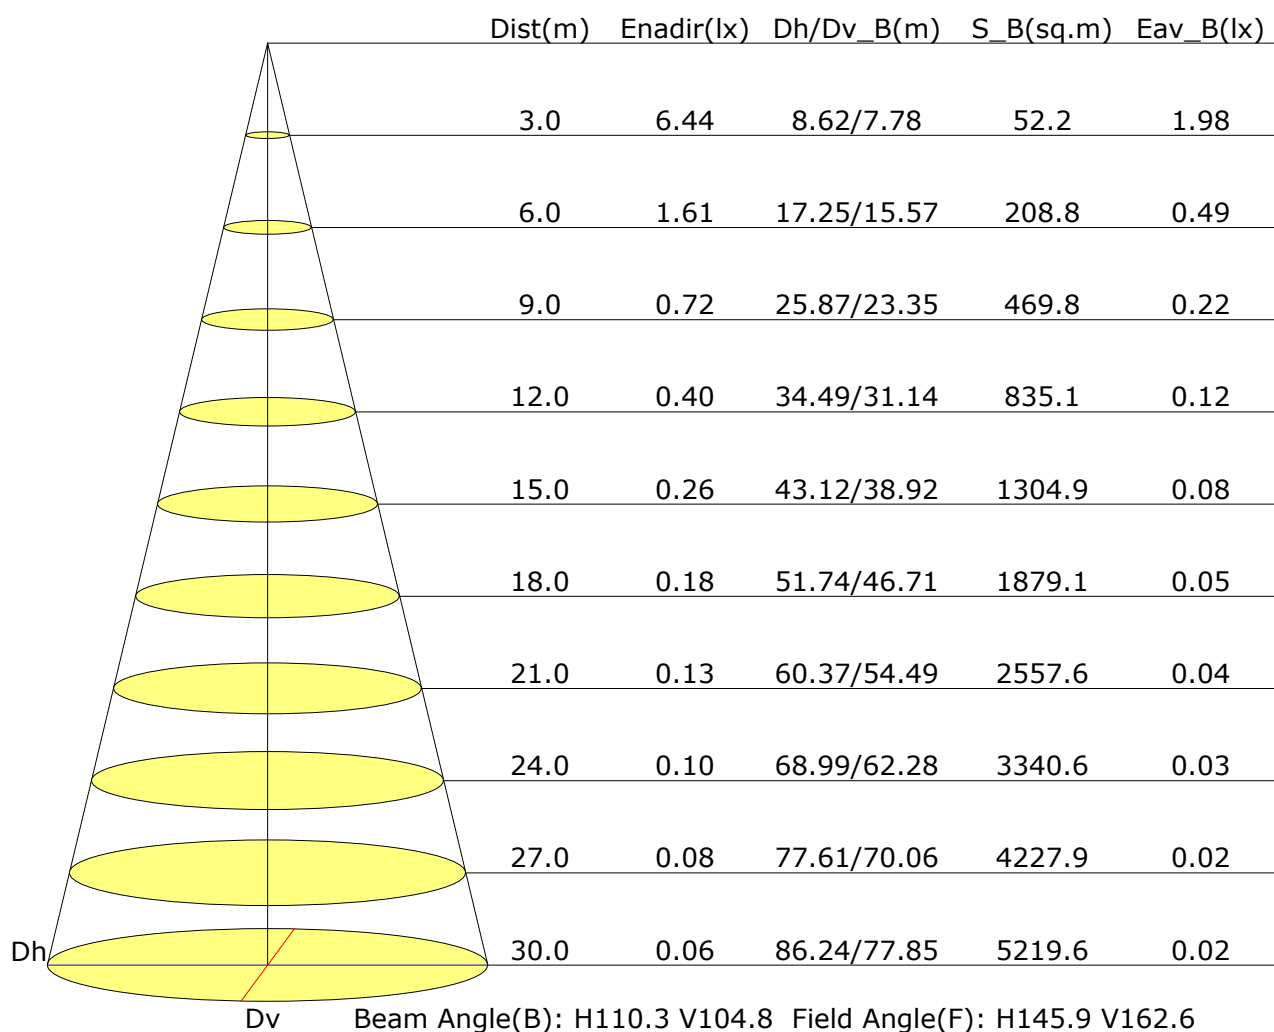 Dist(m) Enadir(lx) Dh/Dv_B(m) S_B(sq.m) Eav_B(lx)
3.0 6.44 8.62/7.78 52.2 1.98
6.0 1.61 17.25/15.57 208.8 0.49
9.0 0.72 25.87/23.35 469.8 0.22
12.0 0.40 34.49/31.14 835.1 0.12
15.0 0.26 43.12/38.92 1304.9 0.08
18.0 0.18 51.74/46.71 1879.1 0.05
21.0 0.13 60.37/54.49 2557.6 0.04
24.0 0.10 68.99/62.28 3340.6 0.03
27.0 0.08 77.61/70.06 4227.9 0.02
Dh 30.0 0.06 86.24/77.85 5219.6 0.02
Dv Beam Angle(B): H110.3 V104.8 Field Angle(F): H145.9 V162.6